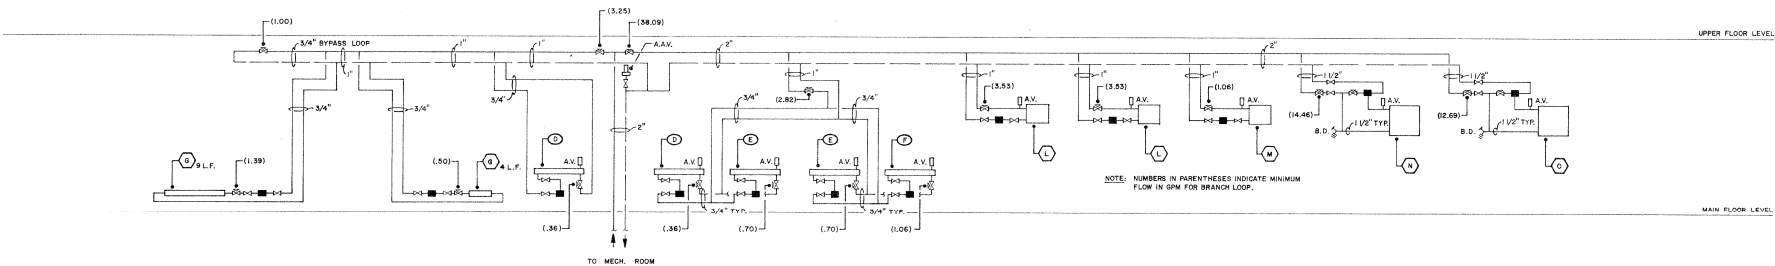 (3.25)
(1.00)
(38.09)
UPPER FLOOR LEVEL
3/4" BYPASS LOOP
1"
1"
A.A.V.
2"
2"
1"
3/4"
1"
1"
1"
1"
1 1/2"
1 1/2"
3/4"
3/4"
(2.82)
3/4"
3/4"
(3.53)
(3.53)
(1.06)
A.V.
A.V.
A.V.
A.V.
A.V.
(14.46)
(12.69)
2"
B.D.
1 1/2" TYP.
B.D.
1 1/2" TYP.
D
D
E
E
F
G
9 L.F.
(1.39)
(.50)
G
4 L.F.
A.V.
A.V.
A.V.
A.V.
A.V.
L
L
M
N
O
NOTE: NUMBERS IN PARENTHESES INDICATE MINIMUM
FLOW IN GPM FOR BRANCH LOOP.
3/4" TYP.
3/4" TYP.
MAIN FLOOR LEVEL
(.36)
(.36)
(.70)
(.70)
(1.06)
TO MECH. ROOM